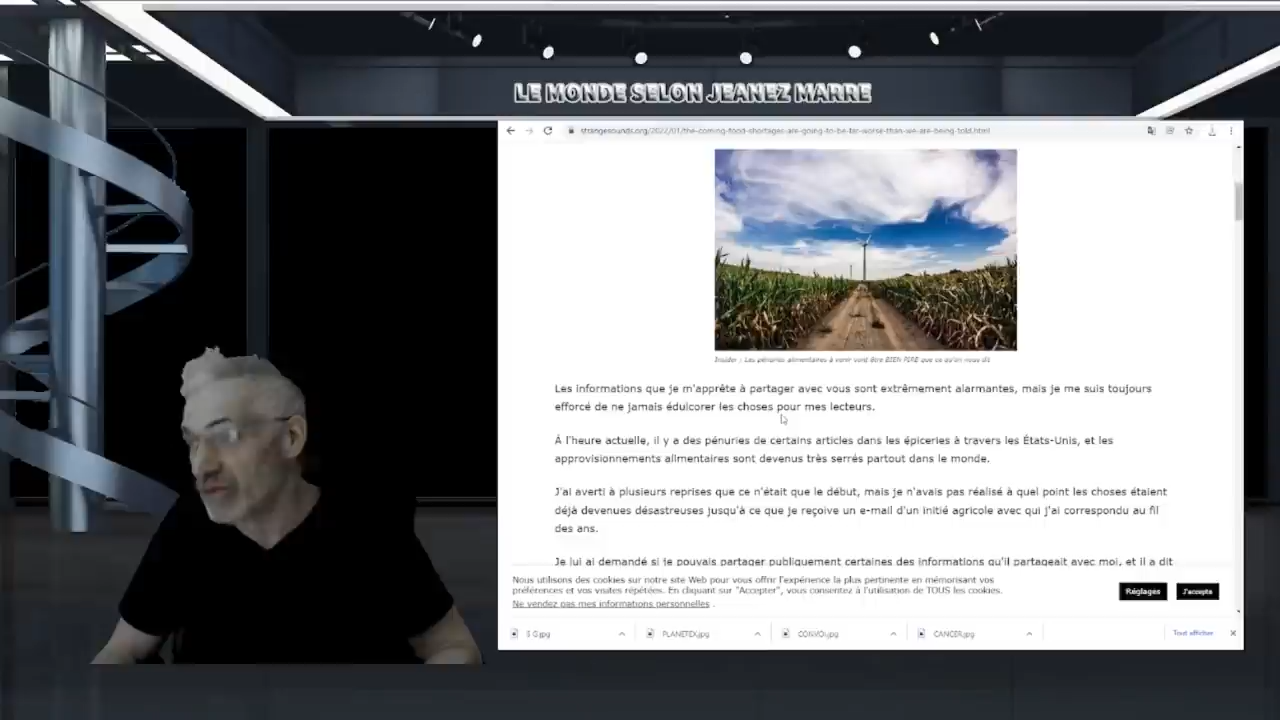 LE MONDE SELON JEANEZ MARRE
strangesounds.org/2022/01/the-coming-food-shortages-are-going-to-be-far-worse-than-we-are-being-told.html
Insider : Les pénuries alimentaires à venir vont être BIEN PIRE que ce qu'on nous dit
Les informations que je m'apprête à partager avec vous sont extrêmement alarmantes, mais je me suis toujours
efforcé de ne jamais édulcorer les choses pour mes lecteurs.
À l'heure actuelle, il y a des pénuries de certains articles dans les épiceries à travers les États-Unis, et les
approvisionnements alimentaires sont devenus très serrés partout dans le monde.
J'ai averti à plusieurs reprises que ce n'était que le début, mais je n'avais pas réalisé à quel point les choses étaient
déjà devenues désastreuses jusqu'à ce que je reçoive un e-mail d'un initié agricole avec qui j'ai correspondu au fil
des ans.
Je lui ai demandé si je pouvais partager publiquement certaines des informations qu'il partageait avec moi, et il a dit
Nous utilisons des cookies sur notre site Web pour vous offrir l'expérience la plus pertinente en mémorisant vos
préférences et vos visites répétées. En cliquant sur "Accepter", vous consentez à l'utilisation de TOUS les cookies.
Ne vendez pas mes informations personnelles .
Réglages
J'accepte
PLANETEX.jpg
CONVOI.jpg
CANCER.jpg
Tout afficher